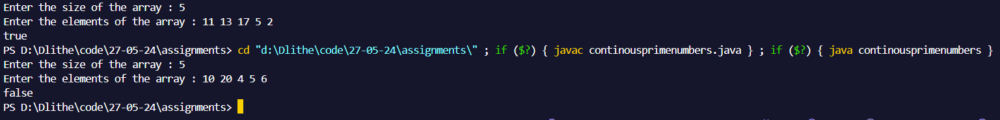 Enter the size of the array : 5
Enter the elements of the array : 11 13 17 5 2
true
PS D:\Dlithe\code\27-05-24\assignments> cd "d:\Dlithe\code\27-05-24\assignments\" ; if ($?) { javac continousprimenumbers.java } ; if ($?) { java continousprimenumbers }
Enter the size of the array : 5
Enter the elements of the array : 10 20 4 5 6
false
PS D:\Dlithe\code\27-05-24\assignments>